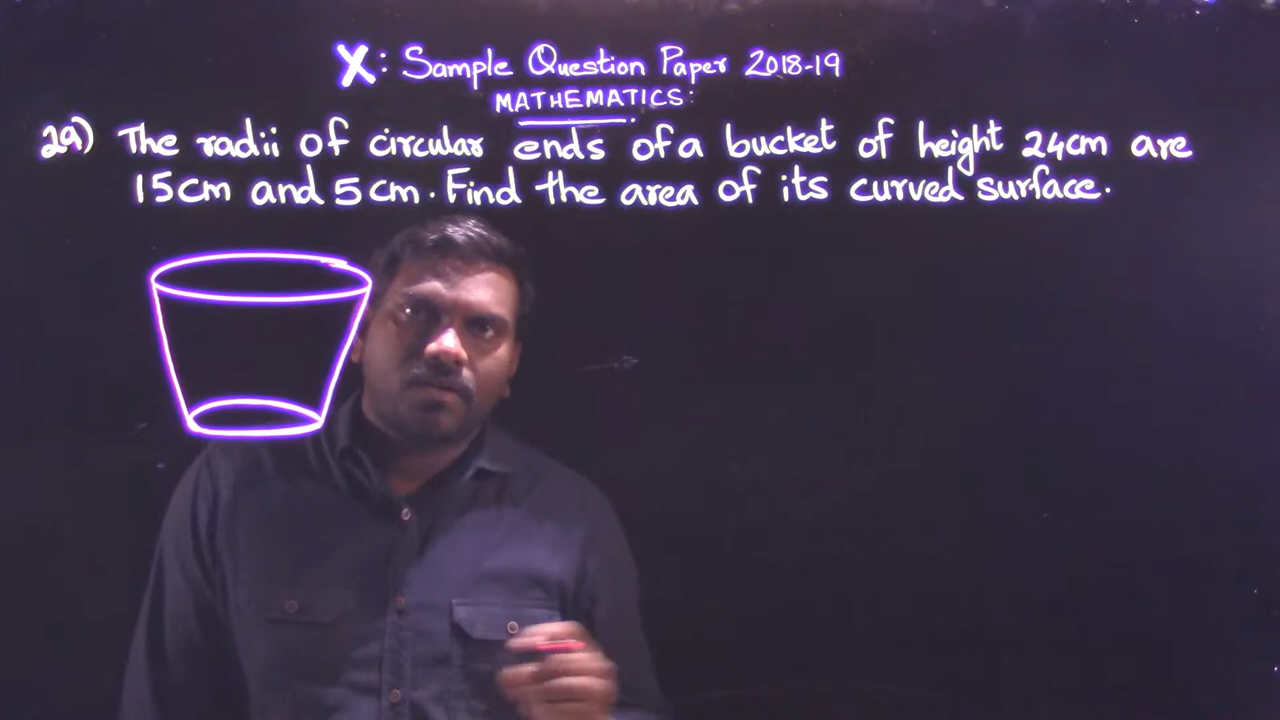 X: Sample Question Paper 2018-19
MATHEMATICS:
29) The radii of circular ends of a bucket of height 24cm are
15cm and 5cm. Find the area of its curved surface.